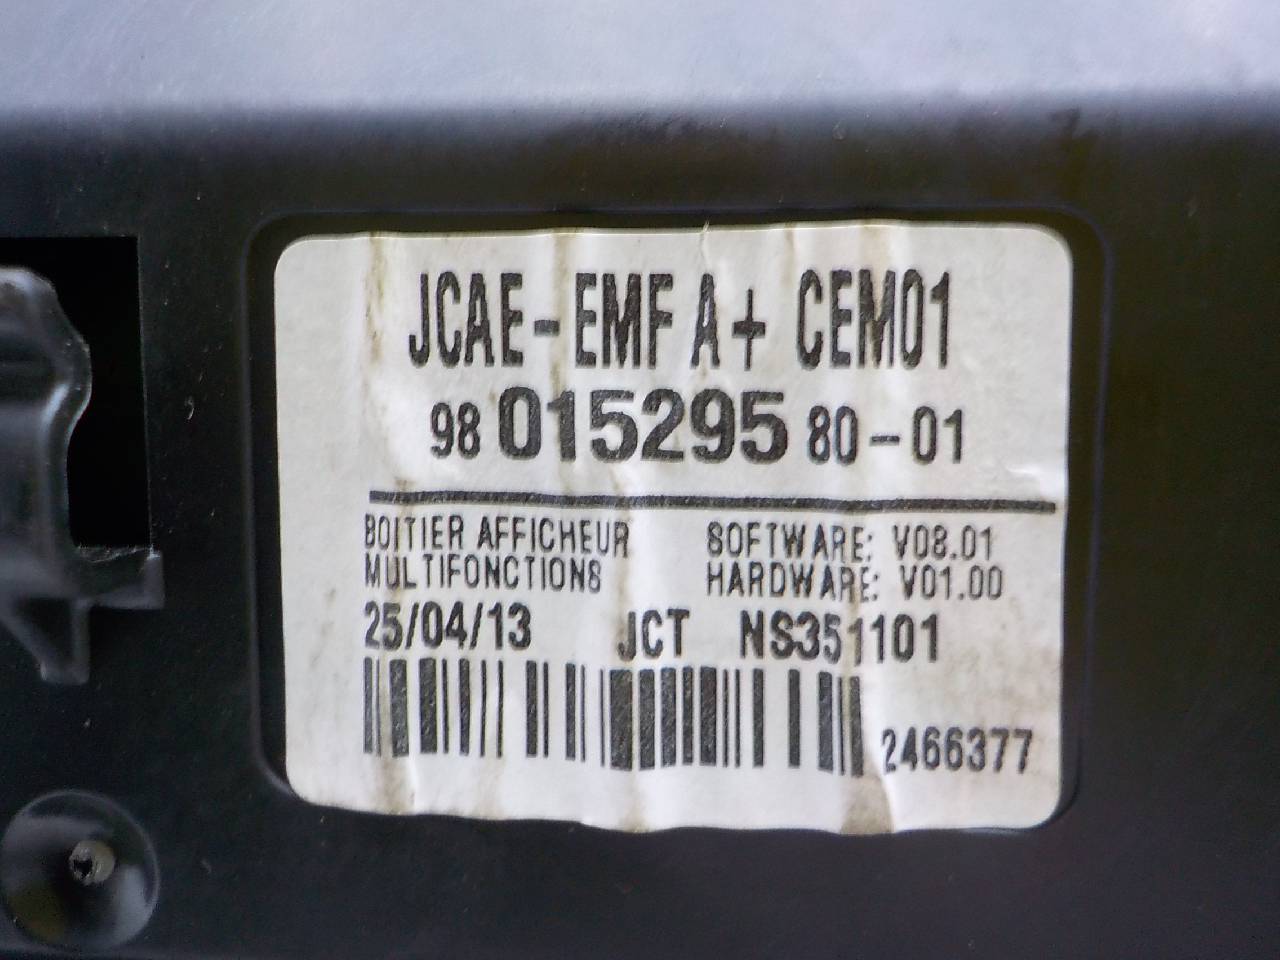 JCAE-EMF A+ CEM01
98 015295 80-01
BOITIER AFFICHEUR SOFTWARE: V08.01
MULTIFONCTIONS HARDWARE: V01.00
25/04/13 JCT NS351101
2466377